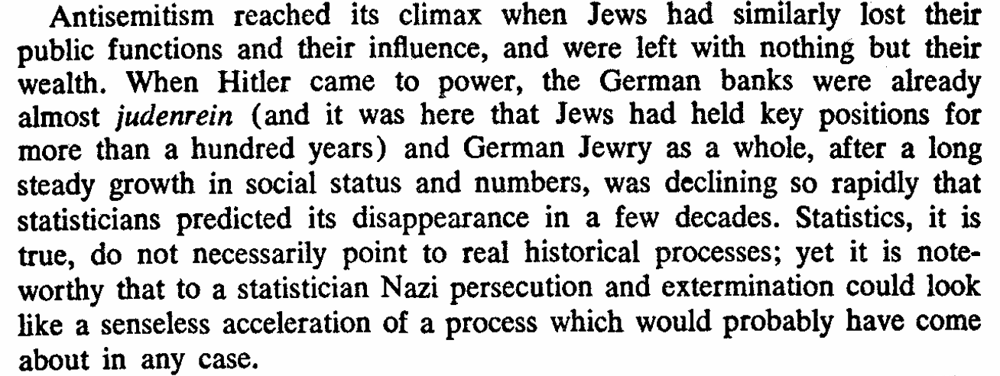 Antisemitism reached its climax when Jews had similarly lost their
public functions and their influence, and were left with nothing but their
wealth. When Hitler came to power, the German banks were already
almost judenrein (and it was here that Jews had held key positions for
more than a hundred years) and German Jewry as a whole, after a long
steady growth in social status and numbers, was declining so rapidly that
statisticians predicted its disappearance in a few decades. Statistics, it is
true, do not necessarily point to real historical processes; yet it is note-
worthy that to a statistician Nazi persecution and extermination could look
like a senseless acceleration of a process which would probably have come
about in any case.